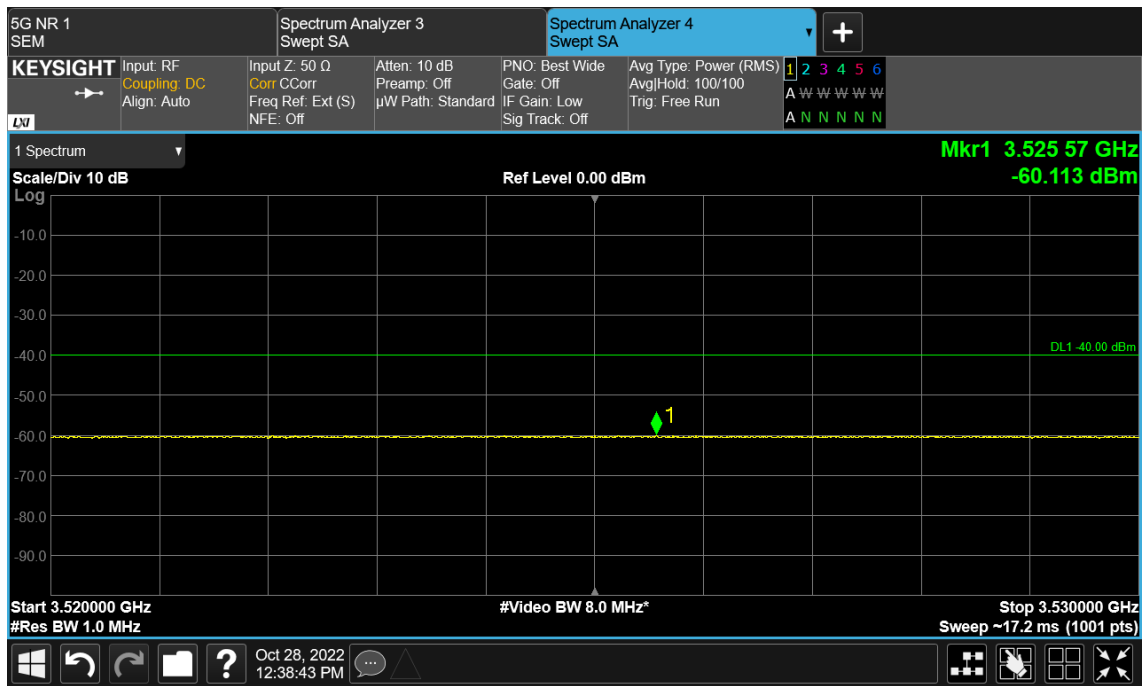 5G NR 1
SEM
Spectrum Analyzer 3
Swept SA
Spectrum Analyzer 4
Swept SA
KEYSIGHT
LXI
Input: RF
Coupling: DC
Align: Auto
Input Z: 50 Ω
Corr CCorr
Freq Ref: Ext (S)
NFE: Off
Atten: 10 dB
Preamp: Off
µW Path: Standard
PNO: Best Wide
Gate: Off
IF Gain: Low
Sig Track: Off
Avg Type: Power (RMS)
Avg|Hold: 100/100
Trig: Free Run
1 2 3 4 5 6
A W W W W W
A N N N N N
1 Spectrum
Mkr1 3.525 57 GHz
-60.113 dBm
Scale/Div 10 dB
Ref Level 0.00 dBm
Log
-10.0
-20.0
-30.0
-40.0
DL1 -40.00 dBm
-50.0
1
-60.0
-70.0
-80.0
-90.0
Start 3.520000 GHz
#Video BW 8.0 MHz*
Stop 3.530000 GHz
#Res BW 1.0 MHz
Sweep ~17.2 ms (1001 pts)
?
Oct 28, 2022
12:38:43 PM